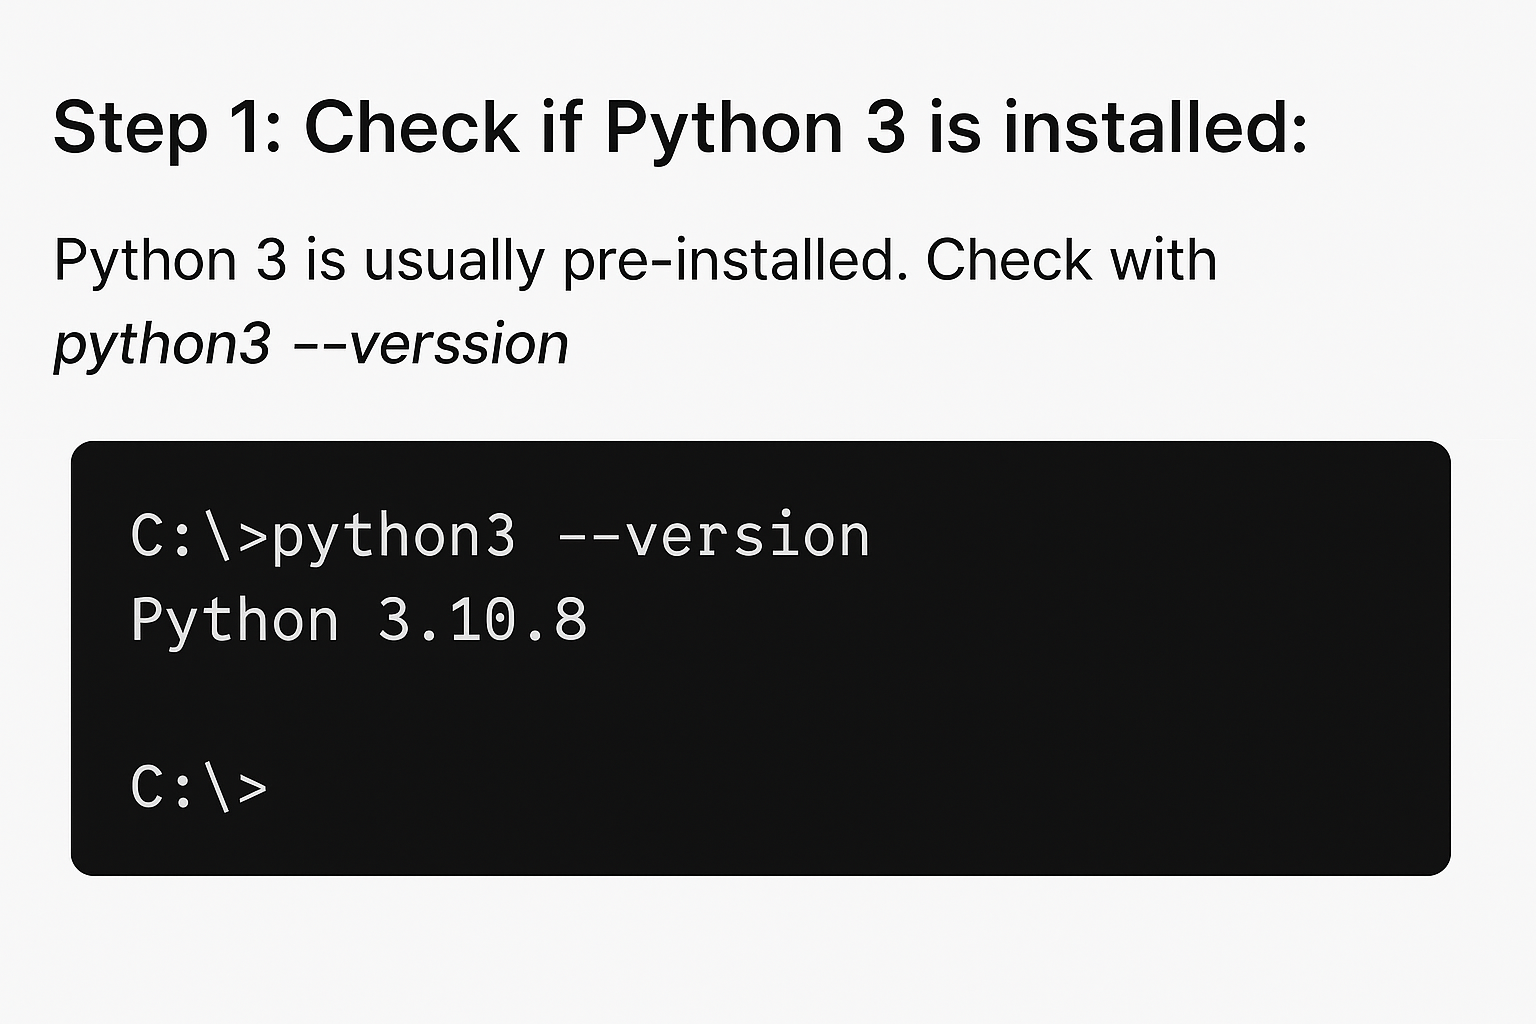 Step 1: Check if Python 3 is installed:
Python 3 is usually pre-installed. Check with
python3 --verssion
C:\>python3 --version
Python 3.10.8
C:\>